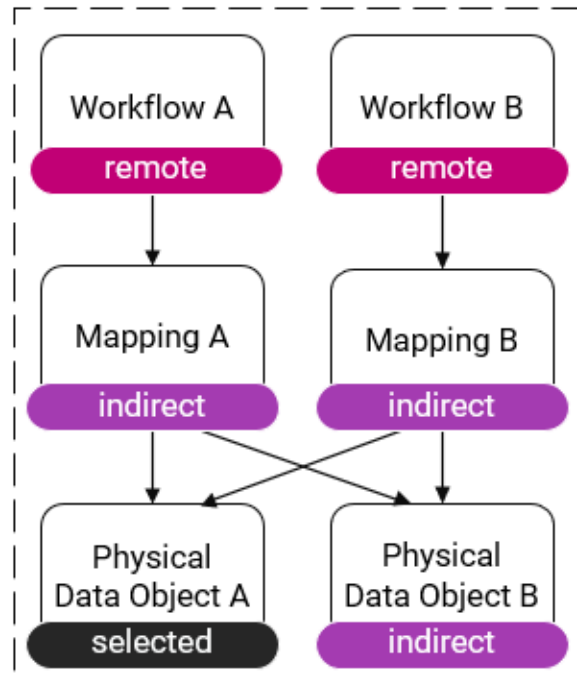 Workflow A
remote
Workflow B
remote
Mapping A
indirect
Mapping B
indirect
Physical
Data Object A
selected
Physical
Data Object B
indirect